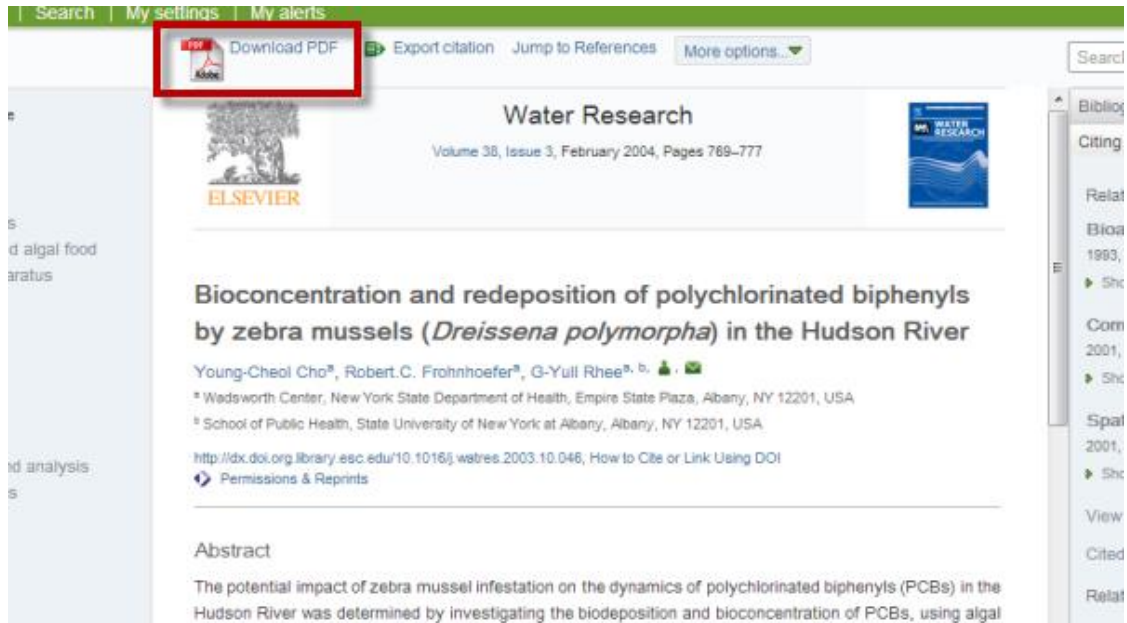 Search | My settings | My alerts
PDF Adobe Download PDF Export citation Jump to References More options...
Search
ELSEVIER
Water Research
Volume 38, Issue 3, February 2004, Pages 769–777
WATER RESEARCH
d algal food
aratus
nd analysis
Bioconcentration and redeposition of polychlorinated biphenyls
by zebra mussels (Dreissena polymorpha) in the Hudson River
Young-Cheol Choª, Robert.C. Frohnhoeferª, G-Yull Rheeª, ᵇ,
ª Wadsworth Center, New York State Department of Health, Empire State Plaza, Albany, NY 12201, USA
ᵇ School of Public Health, State University of New York at Albany, Albany, NY 12201, USA
http://dx.doi.org.library.esc.edu/10.1016/j.watres.2003.10.046, How to Cite or Link Using DOI
Permissions & Reprints
Abstract
The potential impact of zebra mussel infestation on the dynamics of polychlorinated biphenyls (PCBs) in the
Hudson River was determined by investigating the biodeposition and bioconcentration of PCBs, using algal
Bibliog
Citing
Relat
Bioa
1993,
Sho
Com
2001,
Sho
Spat
2001,
Sho
View
Cited
Relat